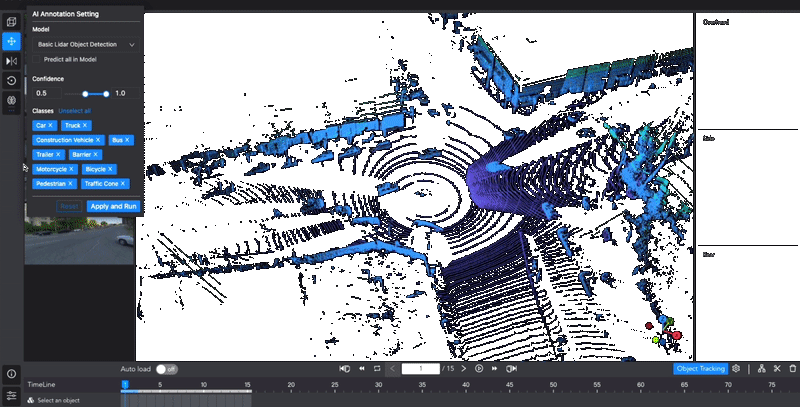 AI Annotation Setting
Model
Basic Lidar Object Detection
Predict all in Model
Confidence
0.5 1.0
Classes Unselect all
Car × Truck ×
Construction Vehicle × Bus ×
Trailer × Barrier ×
Motorcycle × Bicycle ×
Pedestrian × Traffic Cone ×
Reset Apply and Run
Overhead
Side
Rear
Auto load off
1 / 15
Object Tracking
TimeLine 1 5 10 15 20 25 30 35 40 45 50 55 60 65 70 75
Select an object